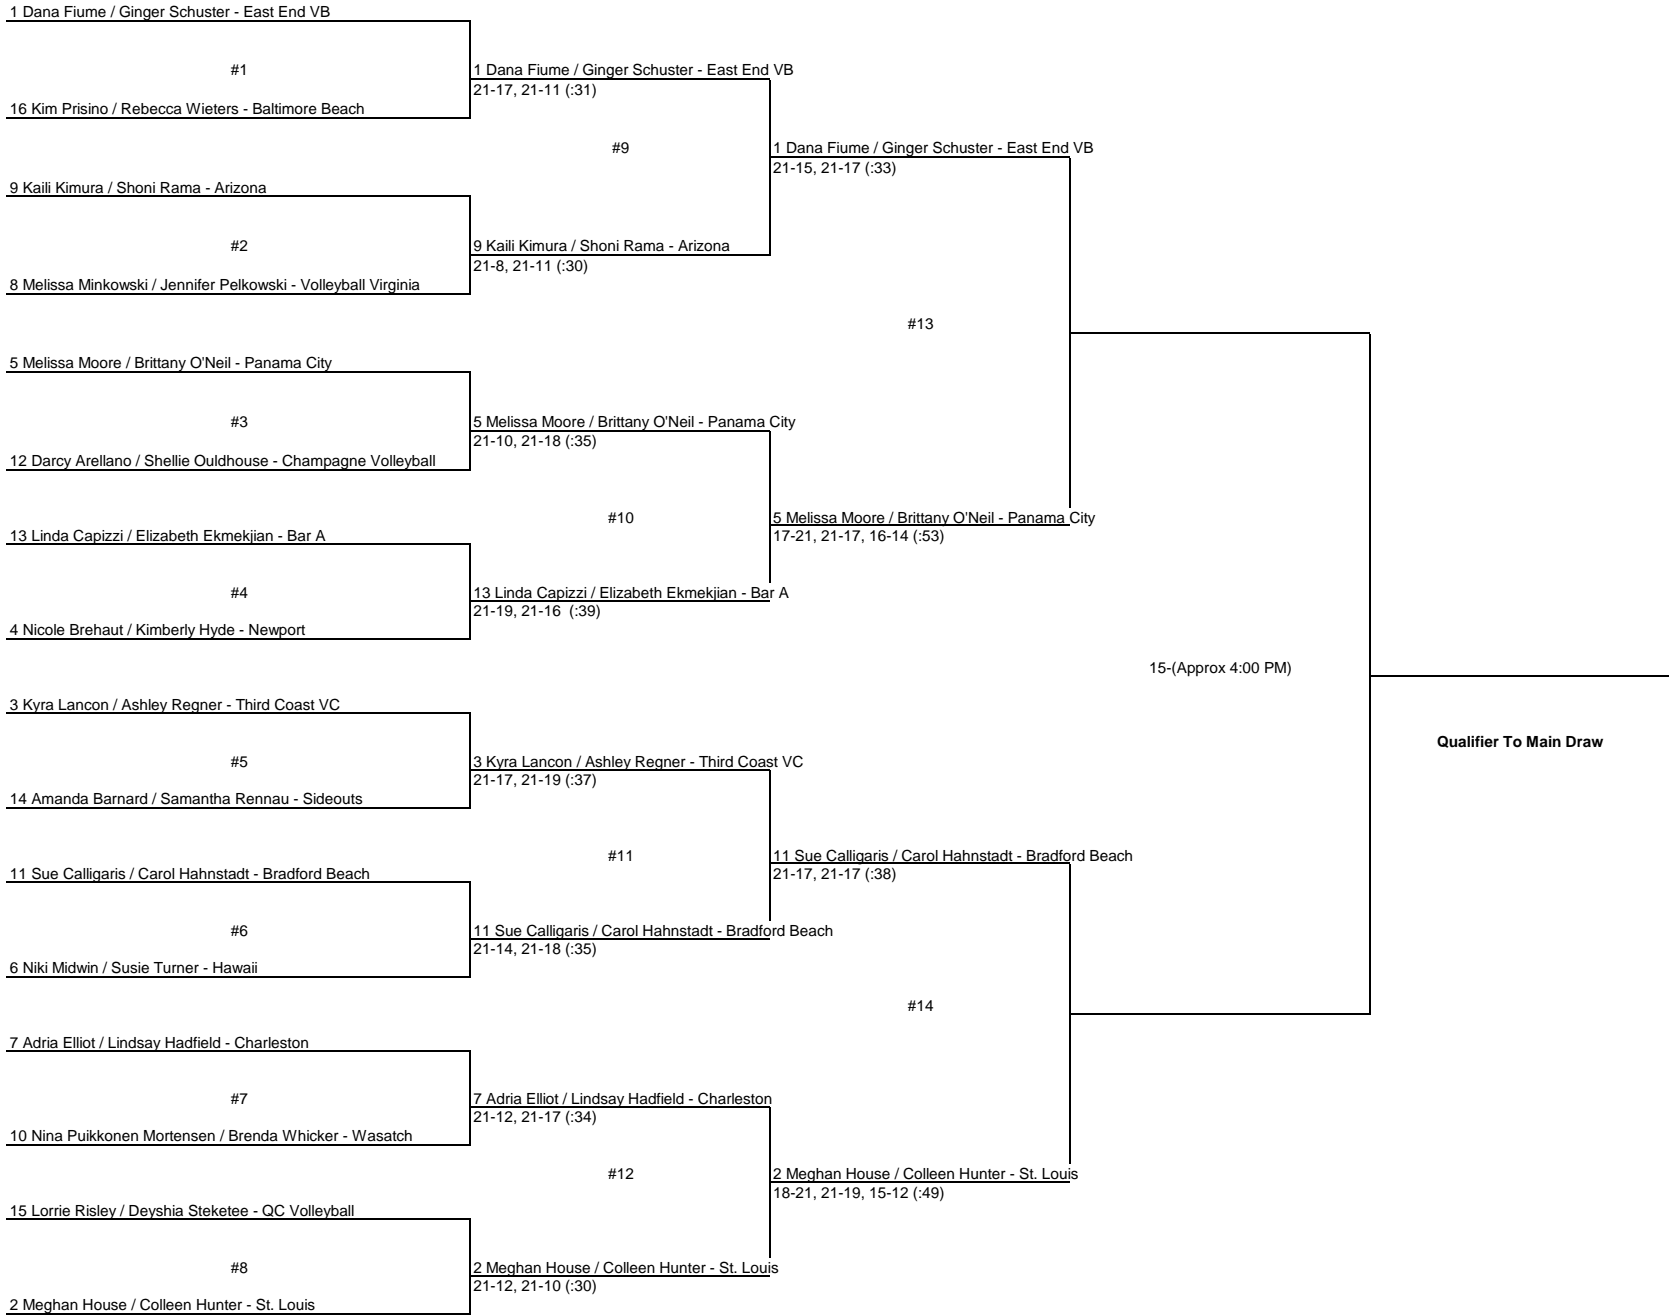 1 Dana Fiume / Ginger Schuster - East End VB
#1
1 Dana Fiume / Ginger Schuster - East End VB
21-17, 21-11 (:31)
16 Kim Prisino / Rebecca Wieters - Baltimore Beach
#9
1 Dana Fiume / Ginger Schuster - East End VB
21-15, 21-17 (:33)
9 Kaili Kimura / Shoni Rama - Arizona
#2
9 Kaili Kimura / Shoni Rama - Arizona
21-8, 21-11 (:30)
8 Melissa Minkowski / Jennifer Pelkowski - Volleyball Virginia
#13
5 Melissa Moore / Brittany O'Neil - Panama City
#3
5 Melissa Moore / Brittany O'Neil - Panama City
21-10, 21-18 (:35)
12 Darcy Arellano / Shellie Ouldhouse - Champagne Volleyball
#10
5 Melissa Moore / Brittany O'Neil - Panama City
17-21, 21-17, 16-14 (:53)
13 Linda Capizzi / Elizabeth Ekmekjian - Bar A
#4
13 Linda Capizzi / Elizabeth Ekmekjian - Bar A
21-19, 21-16  (:39)
4 Nicole Brehaut / Kimberly Hyde - Newport
15-(Approx 4:00 PM)
3 Kyra Lancon / Ashley Regner - Third Coast VC
Qualifier To Main Draw
#5
3 Kyra Lancon / Ashley Regner - Third Coast VC
21-17, 21-19 (:37)
14 Amanda Barnard / Samantha Rennau - Sideouts
#11
11 Sue Calligaris / Carol Hahnstadt - Bradford Beach
21-17, 21-17 (:38)
11 Sue Calligaris / Carol Hahnstadt - Bradford Beach
#6
11 Sue Calligaris / Carol Hahnstadt - Bradford Beach
21-14, 21-18 (:35)
6 Niki Midwin / Susie Turner - Hawaii
#14
7 Adria Elliot / Lindsay Hadfield - Charleston
#7
7 Adria Elliot / Lindsay Hadfield - Charleston
21-12, 21-17 (:34)
10 Nina Puikkonen Mortensen / Brenda Whicker - Wasatch
#12
2 Meghan House / Colleen Hunter - St. Louis
18-21, 21-19, 15-12 (:49)
15 Lorrie Risley / Deyshia Steketee - QC Volleyball
#8
2 Meghan House / Colleen Hunter - St. Louis
21-12, 21-10 (:30)
2 Meghan House / Colleen Hunter - St. Louis